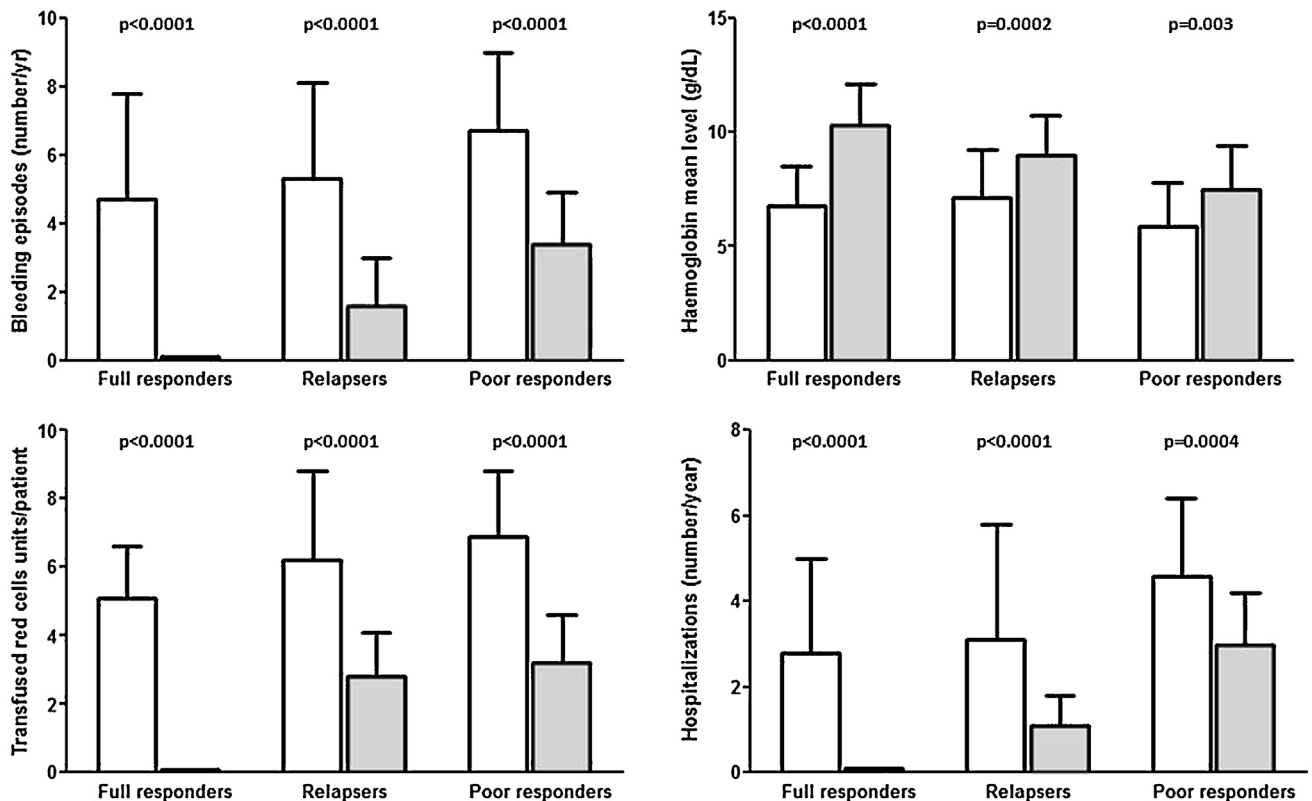 Bleeding episodes (number/yr)
10
8
6
4
2
0
p<0.0001
p<0.0001
p<0.0001
Full responders
Relapsers
Poor responders
Haemoglobin mean level (g/dL)
15
10
5
0
p<0.0001
p=0.0002
p=0.003
Full responders
Relapsers
Poor responders
Transfused red cells units/patient
10
8
6
4
2
0
p<0.0001
p<0.0001
p<0.0001
Full responders
Relapsers
Poor responders
Hospitalizations (number/year)
8
6
4
2
0
p<0.0001
p<0.0001
p=0.0004
Full responders
Relapsers
Poor responders